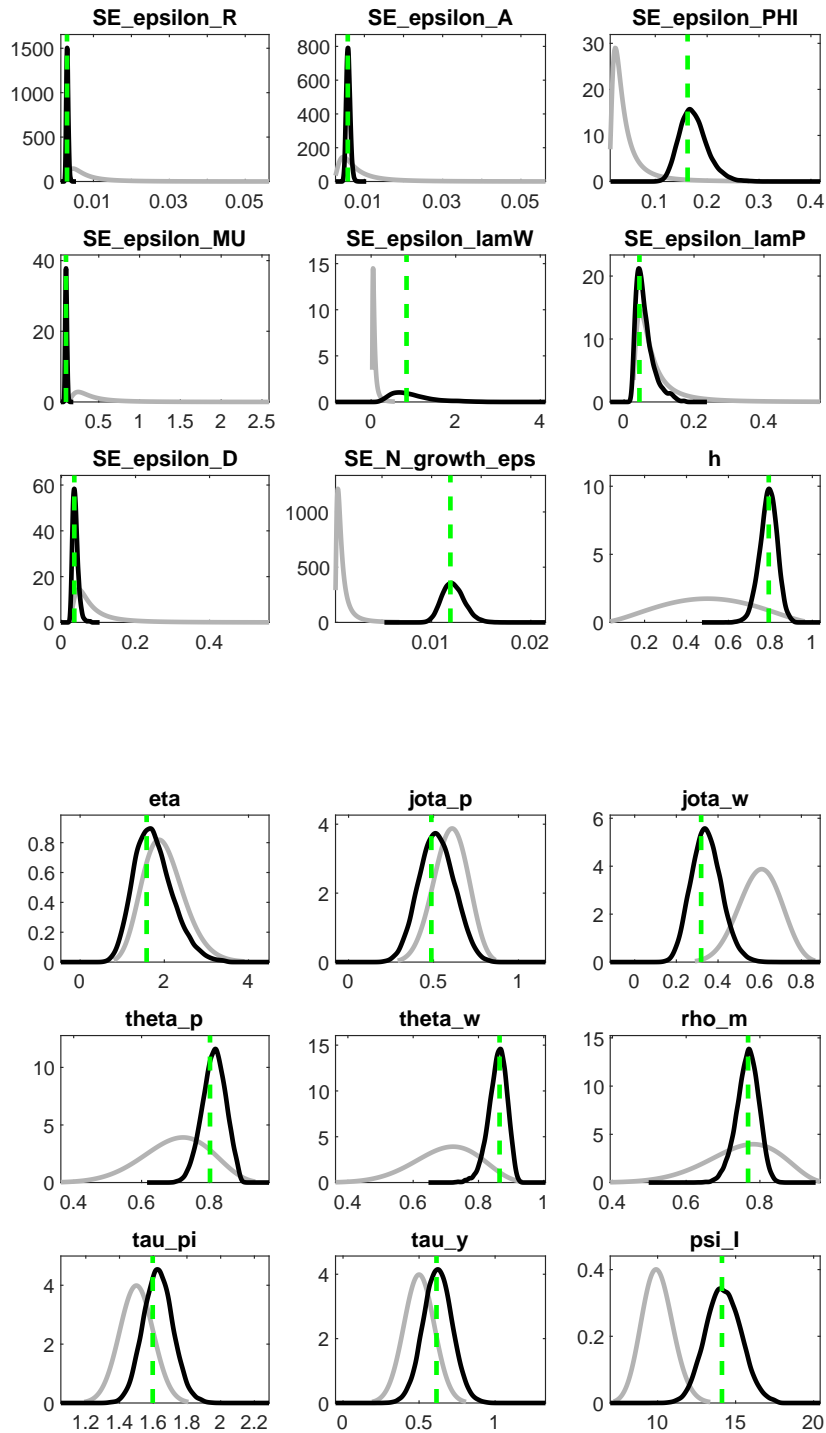 SE_epsilon_R SE_epsilon_A SE_epsilon_PHI
1500 800 30
600
1000 20
400
500 10
200
0 0 0
0.01 0.03 0.05 0.01 0.03 0.05 0.1 0.2 0.3 0.4
SE_epsilon_MU SE_epsilon_lamW SE_epsilon_lamP
40 15
20
10
20 10
5
0 0 0
0.5 1 1.5 2 2.5 0 2 4 0 0.2 0.4
SE_epsilon_D SE_N_growth_eps h
60 10
1000
40
5
500
20
0 0 0
0 0.2 0.4 0.01 0.02 0.2 0.4 0.6 0.8 1
eta jota_p jota_w
6
4
0.8
4
0.6
2
0.4
2
0.2
0 0 0
0 2 4 0 0.5 1 0 0.2 0.4 0.6 0.8
theta_p theta_w rho_m
15 15
10
10 10
5
5 5
0 0 0
0.4 0.6 0.8 0.4 0.6 0.8 1 0.4 0.6 0.8
tau_pi tau_y psi_l
0.4
4 4
2 2 0.2
0 0 0
1.2 1.4 1.6 1.8 2 2.2 0 0.5 1 10 15 20